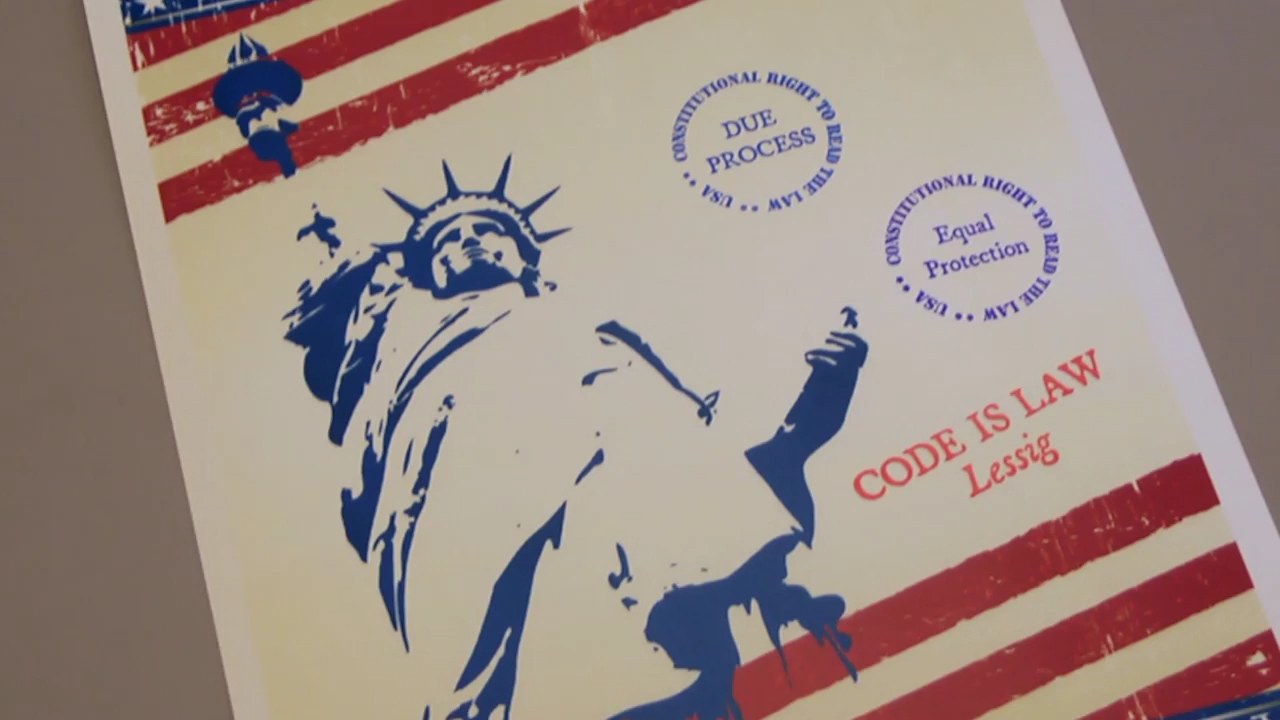 CONSTITUTIONAL RIGHT TO READ THE LAW •• USA ••
DUE
PROCESS
CONSTITUTIONAL RIGHT TO READ THE LAW •• USA ••
Equal
Protection
CODE IS LAW
Lessig